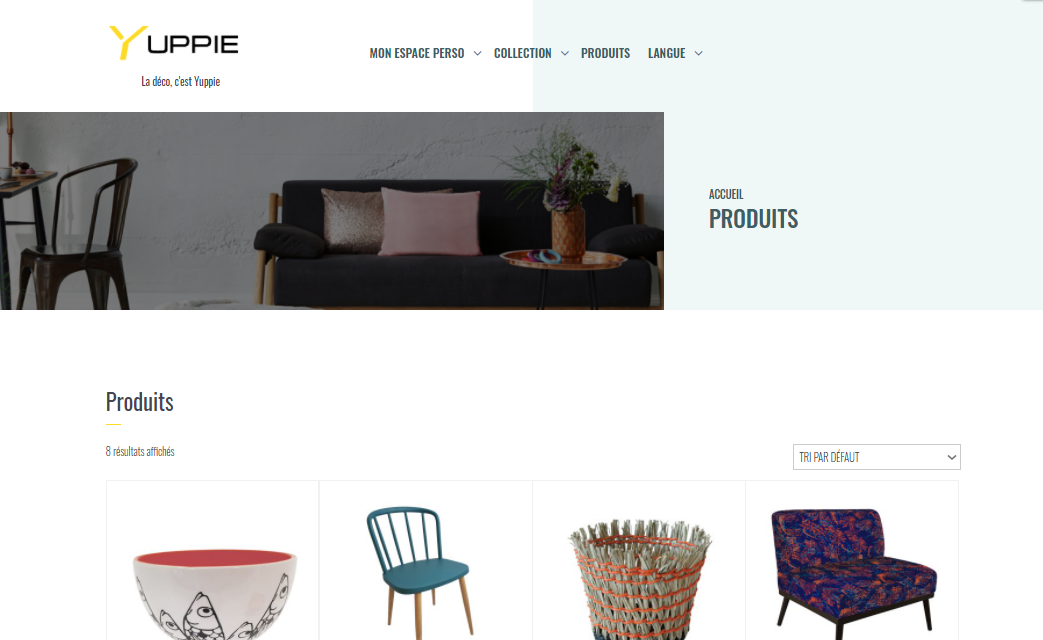 YUPPIE
La déco, c'est Yuppie
MON ESPACE PERSO
COLLECTION
PRODUITS
LANGUE
ACCUEIL
PRODUITS
Produits
8 résultats affichés
TRI PAR DÉFAUT